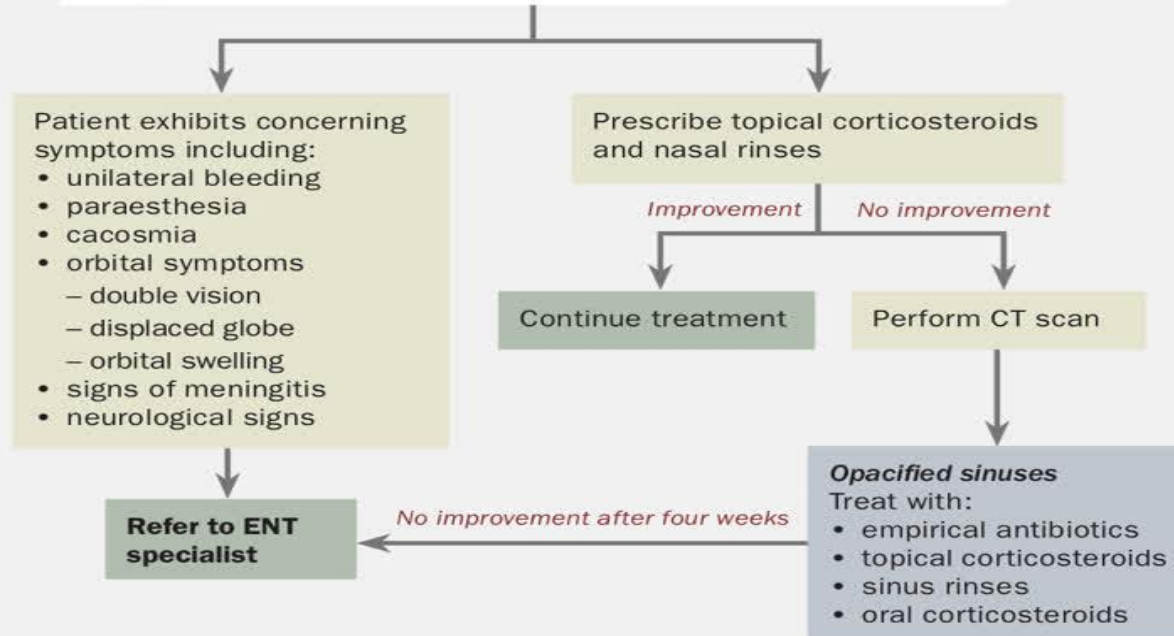 Patient exhibits concerning
symptoms including:
• unilateral bleeding
• paraesthesia
• cacosmia
• orbital symptoms
– double vision
– displaced globe
– orbital swelling
• signs of meningitis
• neurological signs
Prescribe topical corticosteroids
and nasal rinses
Improvement
No improvement
Continue treatment
Perform CT scan
Refer to ENT
specialist
No improvement after four weeks
Opacified sinuses
Treat with:
• empirical antibiotics
• topical corticosteroids
• sinus rinses
• oral corticosteroids